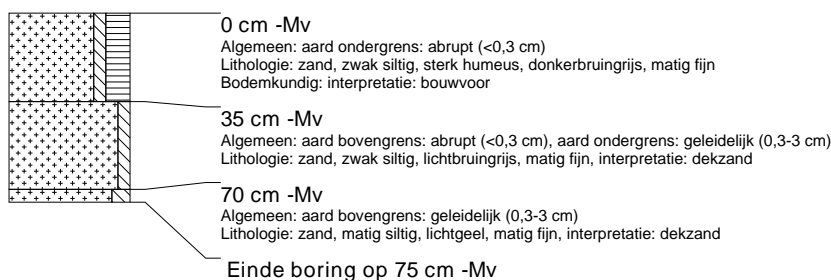 0 cm -Mv
Algemeen: aard ondergrens: abrupt (<0,3 cm)
Lithologie: zand, zwak siltig, sterk humeus, donkerbruingrijs, matig fijn
Bodemkundig: interpretatie: bouwvoor
35 cm -Mv
Algemeen: aard bovengrens: abrupt (<0,3 cm), aard ondergrens: geleidelijk (0,3-3 cm)
Lithologie: zand, zwak siltig, lichtbruingrijs, matig fijn, interpretatie: dekzand
70 cm -Mv
Algemeen: aard bovengrens: geleidelijk (0,3-3 cm)
Lithologie: zand, matig siltig, lichtgeel, matig fijn, interpretatie: dekzand
Einde boring op 75 cm -Mv